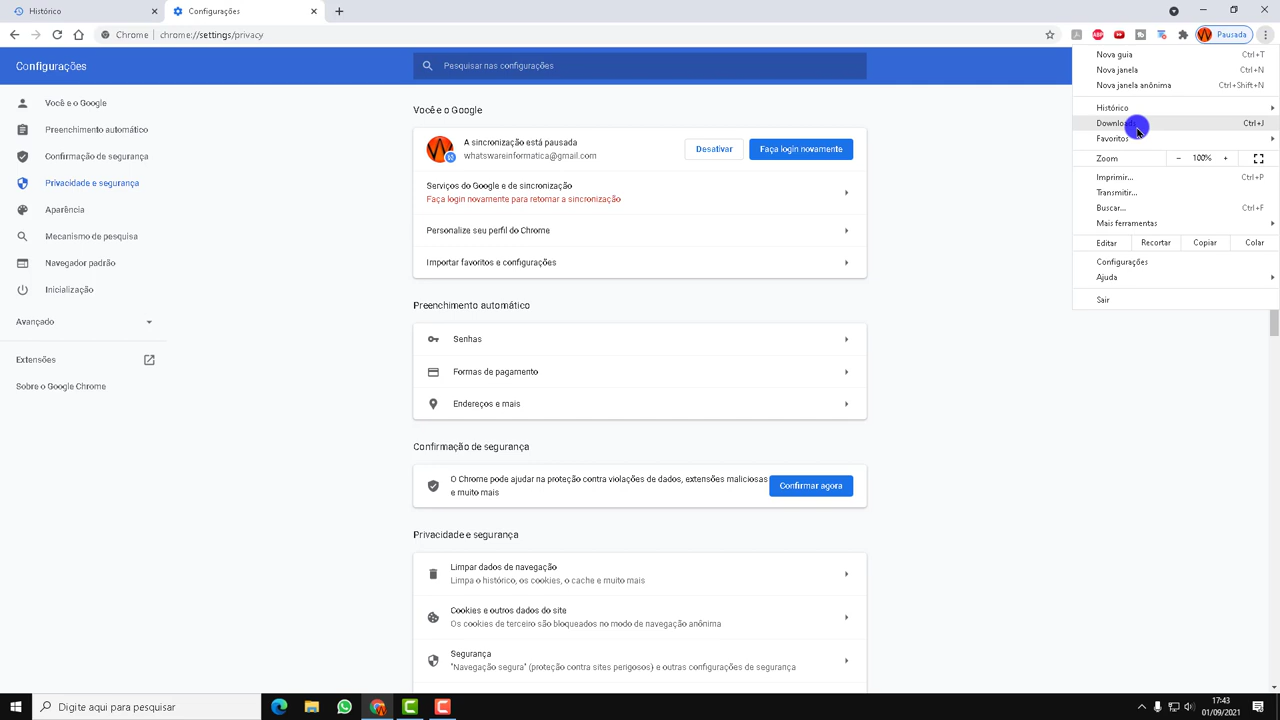 Histórico
Configurações
Chrome | chrome://settings/privacy
ABP
Pausada
Configurações
Pesquisar nas configurações
Você e o Google
Preenchimento automático
Confirmação de segurança
Privacidade e segurança
Aparência
Mecanismo de pesquisa
Navegador padrão
Inicialização
Avançado
Extensões
Sobre o Google Chrome
Você e o Google
A sincronização está pausada
whatswareinformatica@gmail.com
Desativar
Faça login novamente
Serviços do Google e de sincronização
Faça login novamente para retomar a sincronização
Personalize seu perfil do Chrome
Importar favoritos e configurações
Preenchimento automático
Senhas
Formas de pagamento
Endereços e mais
Confirmação de segurança
O Chrome pode ajudar na proteção contra violações de dados, extensões maliciosas
e muito mais
Confirmar agora
Privacidade e segurança
Limpar dados de navegação
Limpa o histórico, os cookies, o cache e muito mais
Cookies e outros dados do site
Os cookies de terceiro são bloqueados no modo de navegação anônima
Segurança
"Navegação segura" (proteção contra sites perigosos) e outras configurações de segurança
Nova guia Ctrl+T
Nova janela Ctrl+N
Nova janela anônima Ctrl+Shift+N
Histórico
Downloads Ctrl+J
Favoritos
Zoom - 100% +
Imprimir... Ctrl+P
Transmitir...
Buscar... Ctrl+F
Mais ferramentas
Editar Recortar Copiar Colar
Configurações
Ajuda
Sair
Digite aqui para pesquisar
17:43
01/09/2021